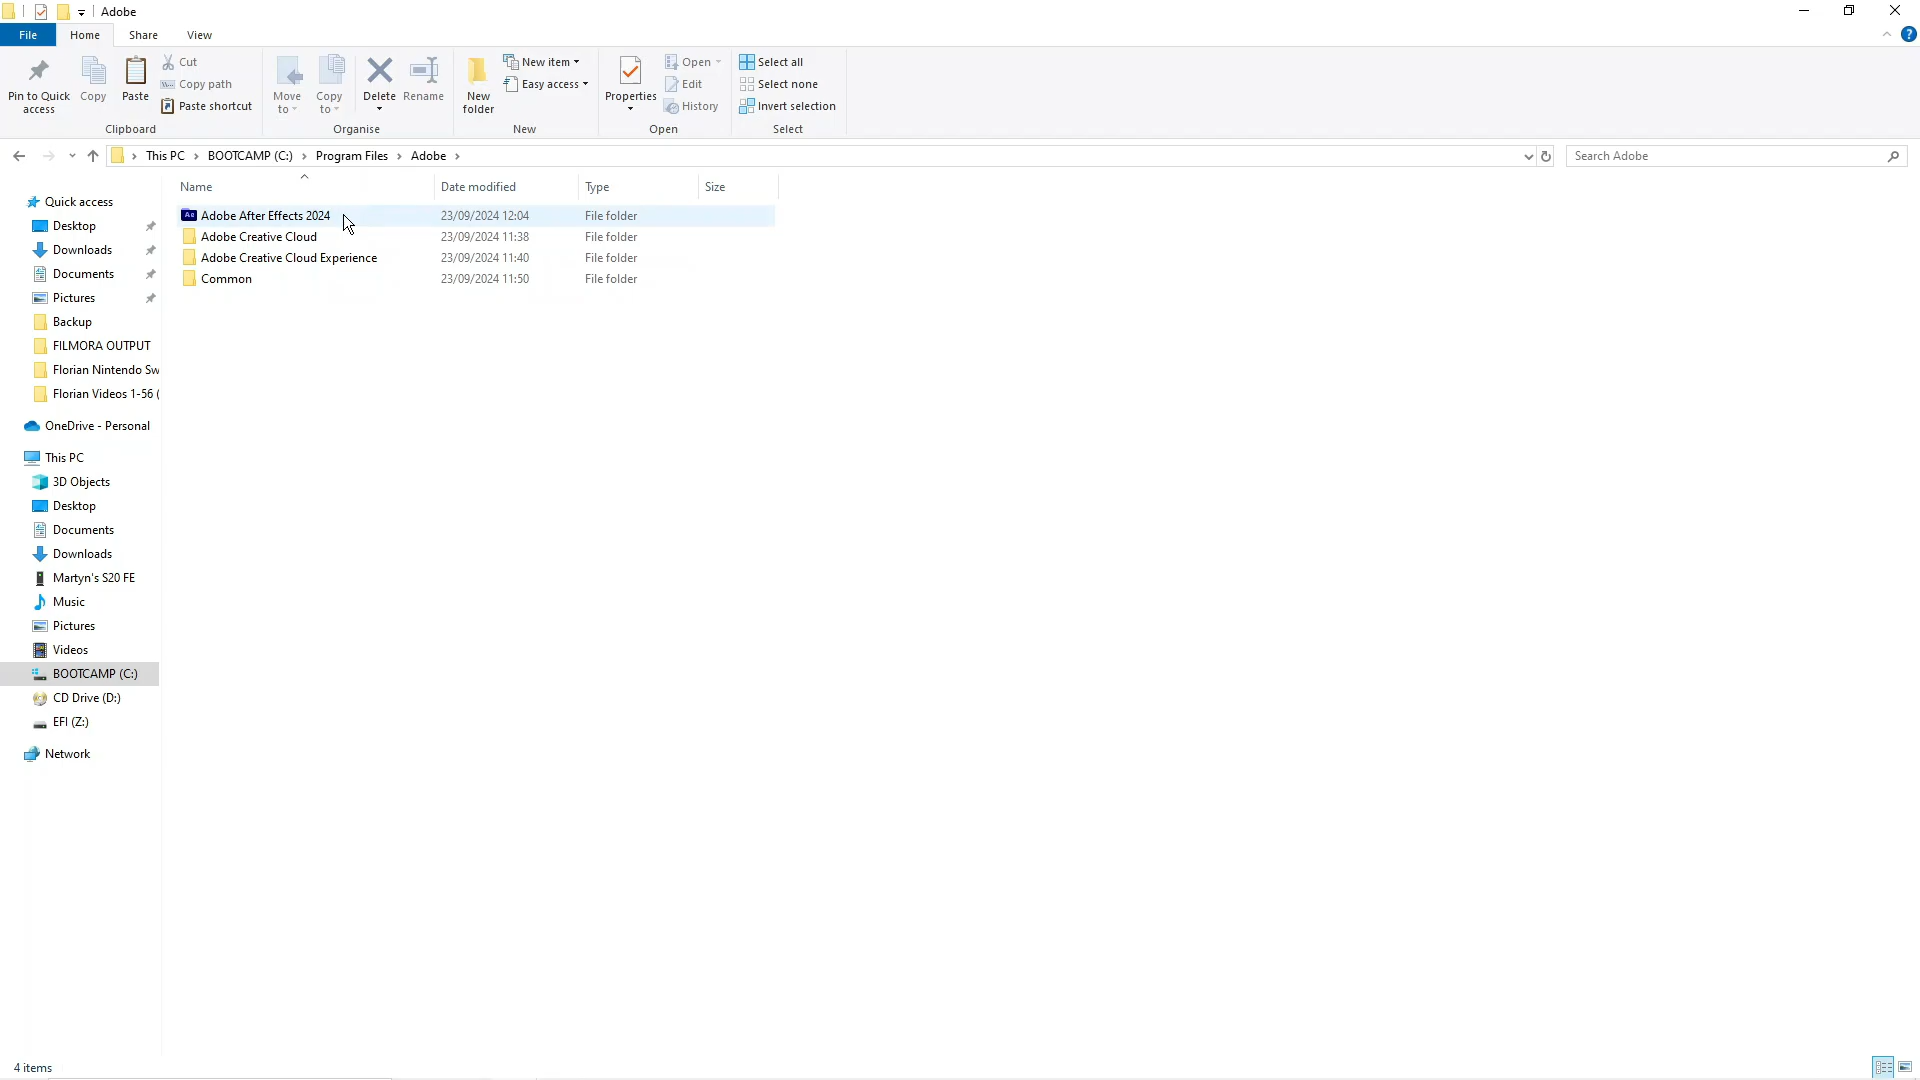 Adobe
File Home Share View
Pin to Quick access
Copy
Paste
Cut
Copy path
Paste shortcut
Clipboard
Move to
Copy to
Delete
Rename
Organise
New folder
New item
Easy access
New
Properties
Open
Edit
History
Open
Select all
Select none
Invert selection
Select
This PC > BOOTCAMP (C:) > Program Files > Adobe >
Search Adobe
Name Date modified Type Size
Adobe After Effects 2024 23/09/2024 12:04 File folder
Adobe Creative Cloud 23/09/2024 11:38 File folder
Adobe Creative Cloud Experience 23/09/2024 11:40 File folder
Common 23/09/2024 11:50 File folder
Quick access
Desktop
Downloads
Documents
Pictures
Backup
FILMORA OUTPUT
Florian Nintendo Sw
Florian Videos 1-56 (
OneDrive - Personal
This PC
3D Objects
Desktop
Documents
Downloads
Martyn's S20 FE
Music
Pictures
Videos
BOOTCAMP (C:)
CD Drive (D:)
EFI (Z:)
Network
4 items